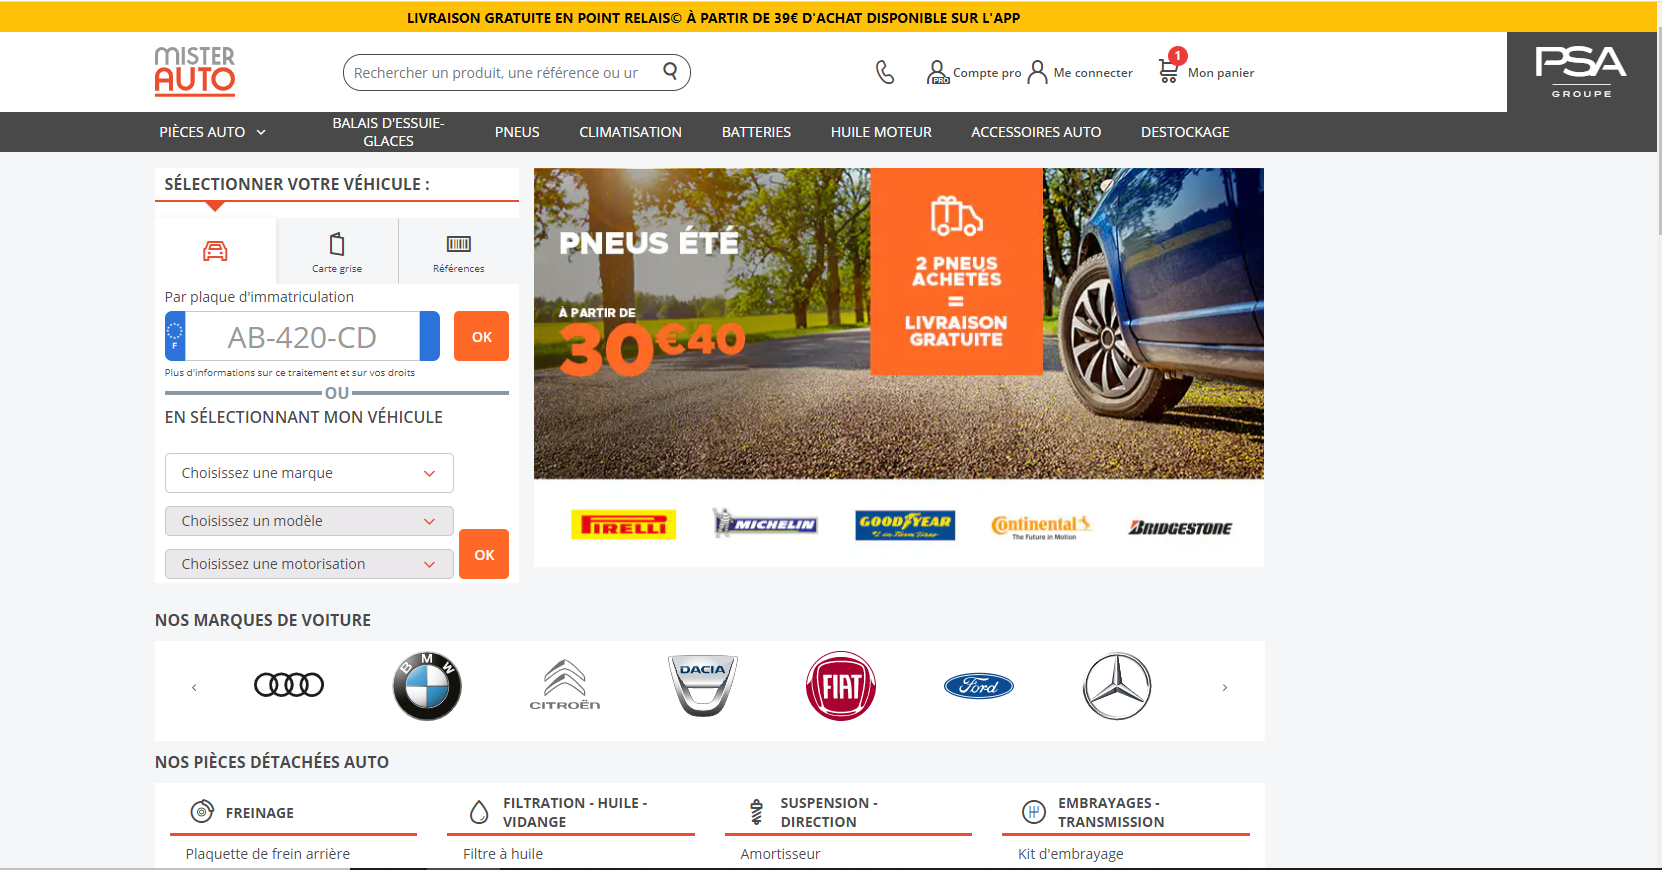 LIVRAISON GRATUITE EN POINT RELAIS© À PARTIR DE 39€ D'ACHAT DISPONIBLE SUR L'APP
MISTER
AUTO
Rechercher un produit, une référence ou ur
PRO
Compte pro
Me connecter
1
Mon panier
PSA
GROUPE
PIÈCES AUTO
BALAIS D'ESSUIE-
GLACES
PNEUS
CLIMATISATION
BATTERIES
HUILE MOTEUR
ACCESSOIRES AUTO
DESTOCKAGE
SÉLECTIONNER VOTRE VÉHICULE :
Carte grise
Références
Par plaque d'immatriculation
F
AB-420-CD
OK
Plus d'informations sur ce traitement et sur vos droits
OU
EN SÉLECTIONNANT MON VÉHICULE
Choisissez une marque
Choisissez un modèle
Choisissez une motorisation
OK
PNEUS ÉTÉ
À PARTIR DE
30€40
2 PNEUS
ACHETÉS
=
LIVRAISON
GRATUITE
PIRELLI
MICHELIN
GOODYEAR
Continental
The Future in Motion
BRIDGESTONE
NOS MARQUES DE VOITURE
BMW
CITROËN
DACIA
FIAT
Ford
NOS PIÈCES DÉTACHÉES AUTO
FREINAGE
Plaquette de frein arrière
FILTRATION - HUILE -
VIDANGE
Filtre à huile
SUSPENSION -
DIRECTION
Amortisseur
EMBRAYAGES -
TRANSMISSION
Kit d'embrayage